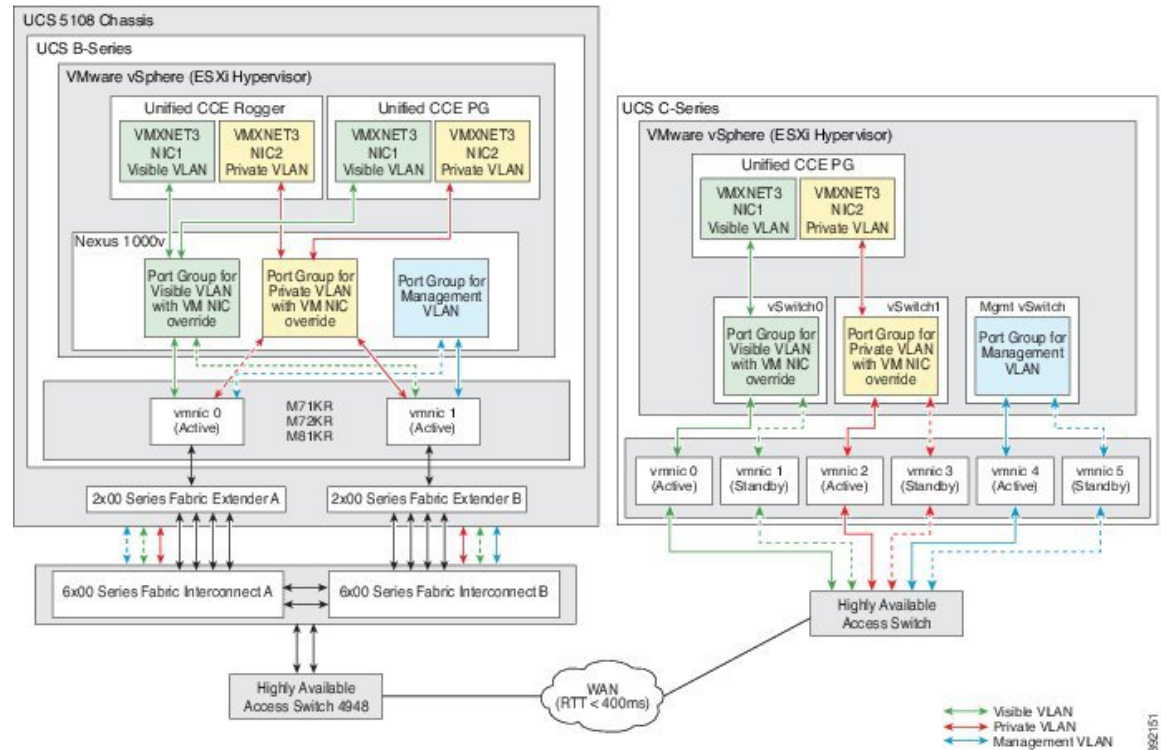 UCS 5108 Chassis
UCS B-Series
VMware vSphere (ESXi Hypervisor)
Unified CCE Rogger
VMXNET3
NIC1
Visible VLAN
VMXNET3
NIC2
Private VLAN
Unified CCE PG
VMXNET3
NIC1
Visible VLAN
VMXNET3
NIC2
Private VLAN
Nexus 1000v
Port Group for
Visible VLAN
with VM NIC
override
Port Group for
Private VLAN
with VM NIC
override
Port Group for
Management
VLAN
vmnic 0
(Active)
M71KR
M72KR
M81KR
vmnic 1
(Active)
2x00 Series Fabric Extender A
2x00 Series Fabric Extender B
6x00 Series Fabric Interconnect A
6x00 Series Fabric Interconnect B
Highly Available
Access Switch 4948
WAN
(RTT < 400ms)
UCS C-Series
VMware vSphere (ESXi Hypervisor)
Unified CCE PG
VMXNET3
NIC1
Visible VLAN
VMXNET3
NIC2
Private VLAN
vSwitch0
Port Group for
Visible VLAN
with VM NIC
override
vSwitch1
Port Group for
Private VLAN
with VM NIC
override
Mgmt vSwitch
Port Group for
Management
VLAN
vmnic 0
(Active)
vmnic 1
(Standby)
vmnic 2
(Active)
vmnic 3
(Standby)
vmnic 4
(Active)
vmnic 5
(Standby)
Highly Available
Access Switch
Visible VLAN
Private VLAN
Management VLAN
392151